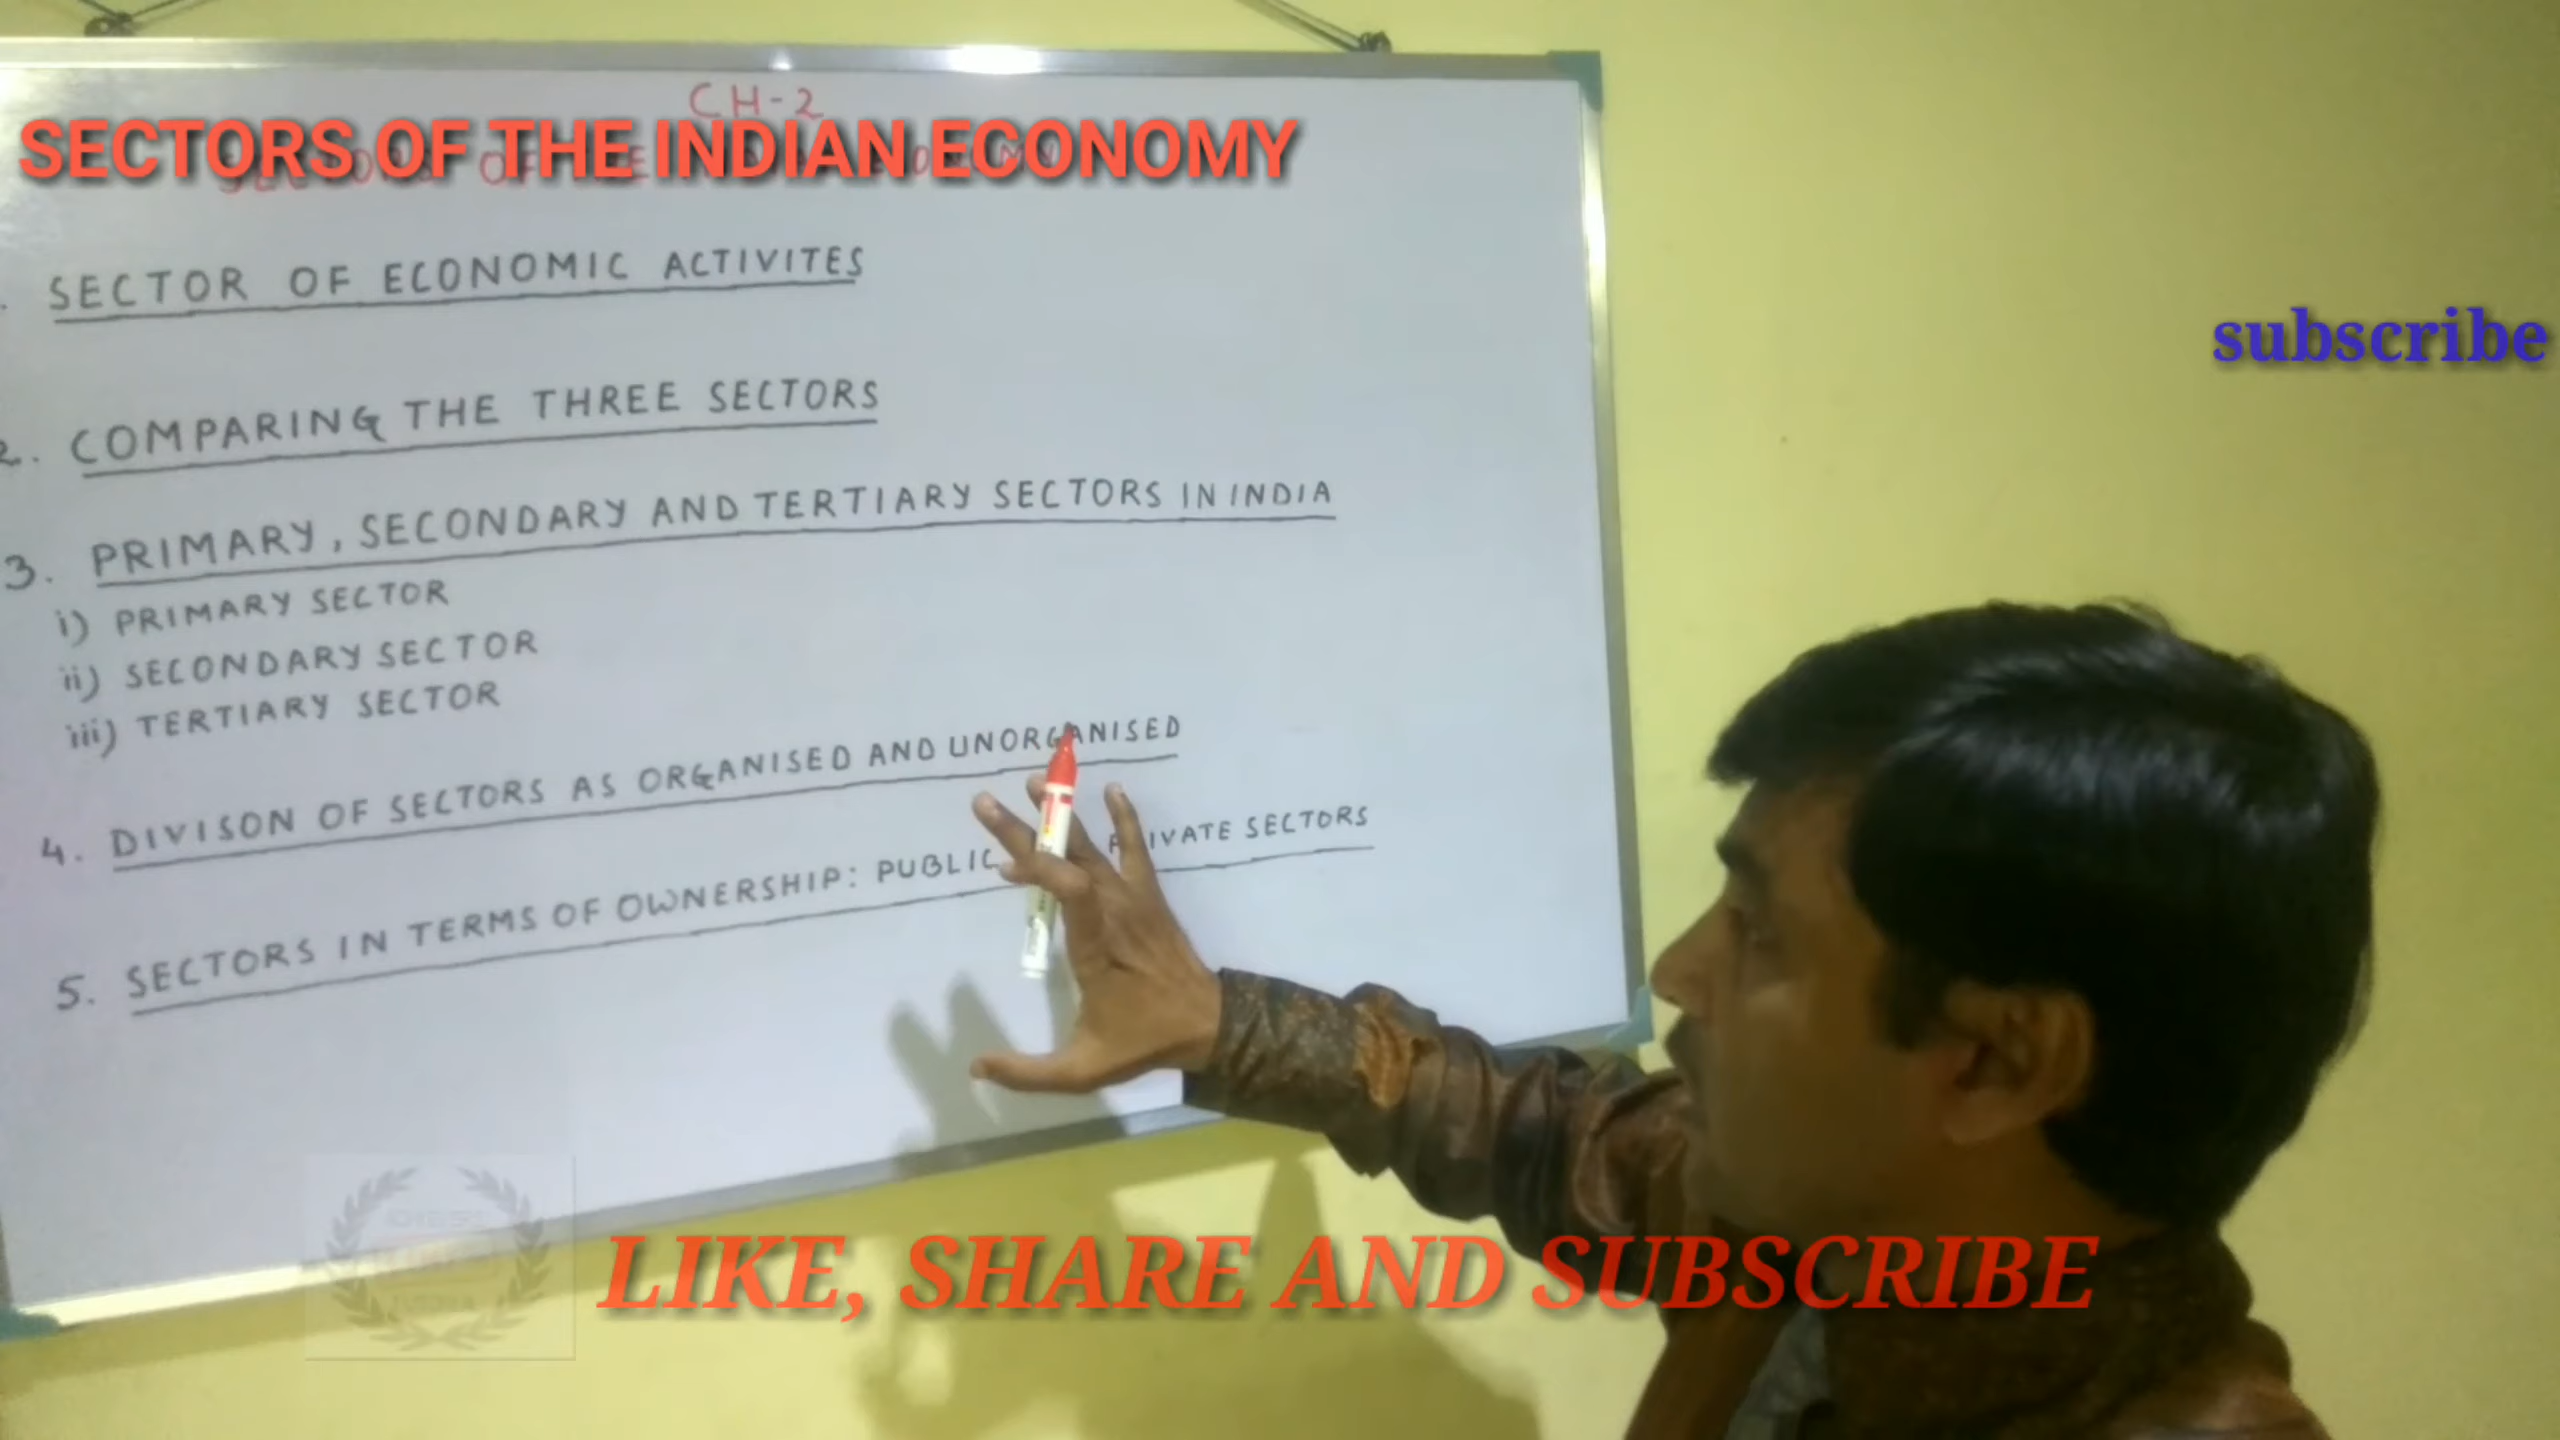 CH-2
SECTORS OF THE INDIAN ECONOMY
SECTOR OF ECONOMIC ACTIVITES
subscribe
2. COMPARING THE THREE SECTORS
3. PRIMARY, SECONDARY AND TERTIARY SECTORS IN INDIA
i) PRIMARY SECTOR
ii) SECONDARY SECTOR
iii) TERTIARY SECTOR
4. DIVISON OF SECTORS AS ORGANISED AND UNORGANISED
5. SECTORS IN TERMS OF OWNERSHIP: PUBLIC PRIVATE SECTORS
LIKE, SHARE AND SUBSCRIBE